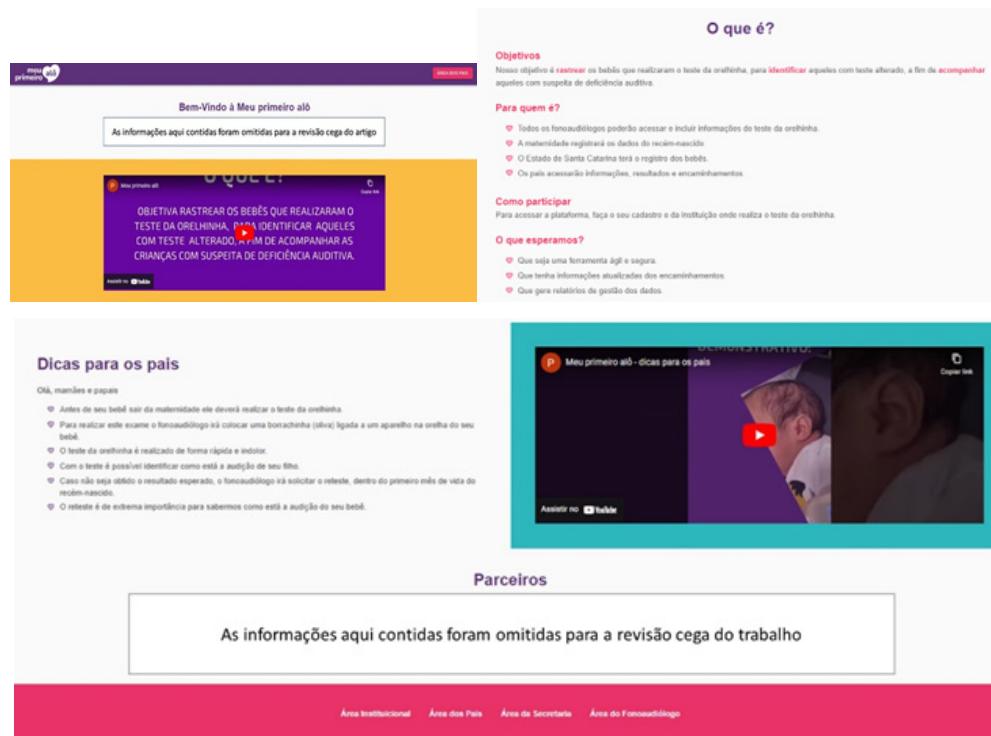 meu
primeiro alô
ÁREA DOS PAIS
Bem-Vindo à Meu primeiro alô
As informações aqui contidas foram omitidas para a revisão cega do artigo
O QUE É?
P Meu primeiro alô
Copiar link
OBJETIVA RASTREAR OS BEBÊS QUE REALIZARAM O
TESTE DA ORELHINHA, PARA IDENTIFICAR AQUELES
COM TESTE ALTERADO, A FIM DE ACOMPANHAR AS
CRIANÇAS COM SUSPEITA DE DEFICIÊNCIA AUDITIVA.
Assistir no YouTube
O que é?
Objetivos
Nosso objetivo é rastrear os bebês que realizaram o teste da orelhinha, para identificar aqueles com teste alterado, a fim de acompanhar
aqueles com suspeita de deficiência auditiva.
Para quem é?
Todos os fonoaudiólogos poderão acessar e incluir informações do teste da orelhinha.
A maternidade registrará os dados do recém-nascido
O Estado de Santa Catarina terá o registro dos bebês.
Os pais acessarão informações, resultados e encaminhamentos.
Como participar
Para acessar a plataforma, faça o seu cadastro e da instituição onde realiza o teste da orelhinha.
O que esperamos?
Que seja uma ferramenta ágil e segura.
Que tenha informações atualizadas dos encaminhamentos.
Que gere relatórios de gestão dos dados.
Dicas para os pais
Olá, mamães e papais
Antes de seu bebê sair da maternidade ele deverá realizar o teste da orelhinha.
Para realizar este exame o fonoaudiólogo irá colocar uma borrachinha (oliva) ligada a um aparelho na orelha do seu
bebê.
O teste da orelhinha é realizado de forma rápida e indolor.
Com o teste é possível identificar como está a audição de seu filho.
Caso não seja obtido o resultado esperado, o fonoaudiólogo irá solicitar o reteste, dentro do primeiro mês de vida do
recém-nascido.
O reteste é de extrema importância para sabermos como está a audição do seu bebê.
DEMONSTRATIVO:
P Meu primeiro alô - dicas para os pais
Copiar link
Assistir no YouTube
Parceiros
As informações aqui contidas foram omitidas para a revisão cega do trabalho
Área Institucional Área dos Pais Área da Secretaria Área do Fonoaudiólogo